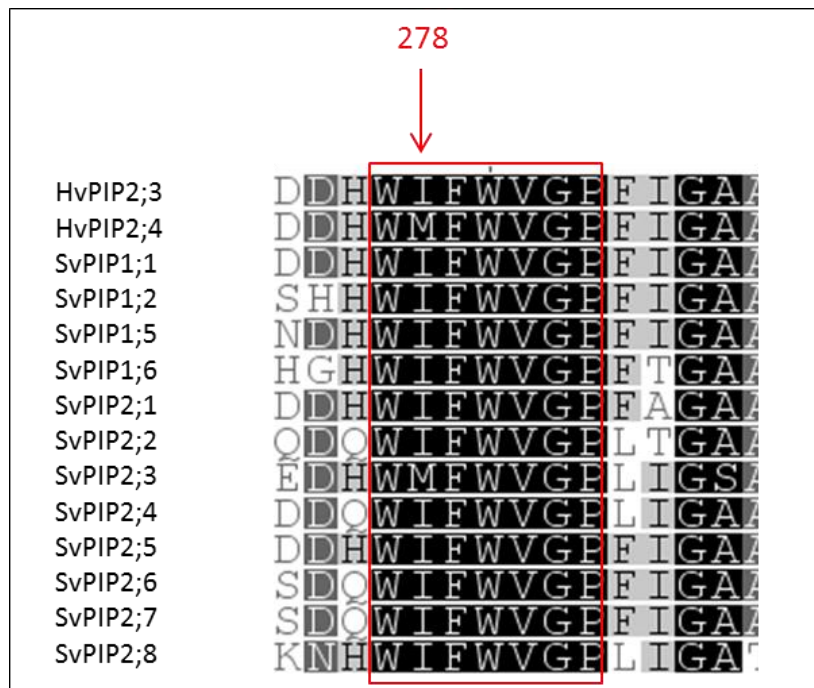 278
HvPIP2;3 DDHWIFWVGPFIGAA
HvPIP2;4 DDHWMFWVGPFIGAA
SvPIP1;1 DDHWIFWVGPFIGAA
SvPIP1;2 SHHWIFWVGPFIGAA
SvPIP1;5 NDHWIFWVGPFIGAA
SvPIP1;6 HGHWIFWVGPFTGAA
SvPIP2;1 DDHWIFWVGPFAGAA
SvPIP2;2 QDQWIFWVGPLTGAA
SvPIP2;3 EDHWMFWVGPLIGSA
SvPIP2;4 DDQWIFWVGPLIGAA
SvPIP2;5 DDHWIFWVGPFIGAA
SvPIP2;6 SDQWIFWVGPFIGAA
SvPIP2;7 SDQWIFWVGPFIGAA
SvPIP2;8 KNHWIFWVGPLIGAT